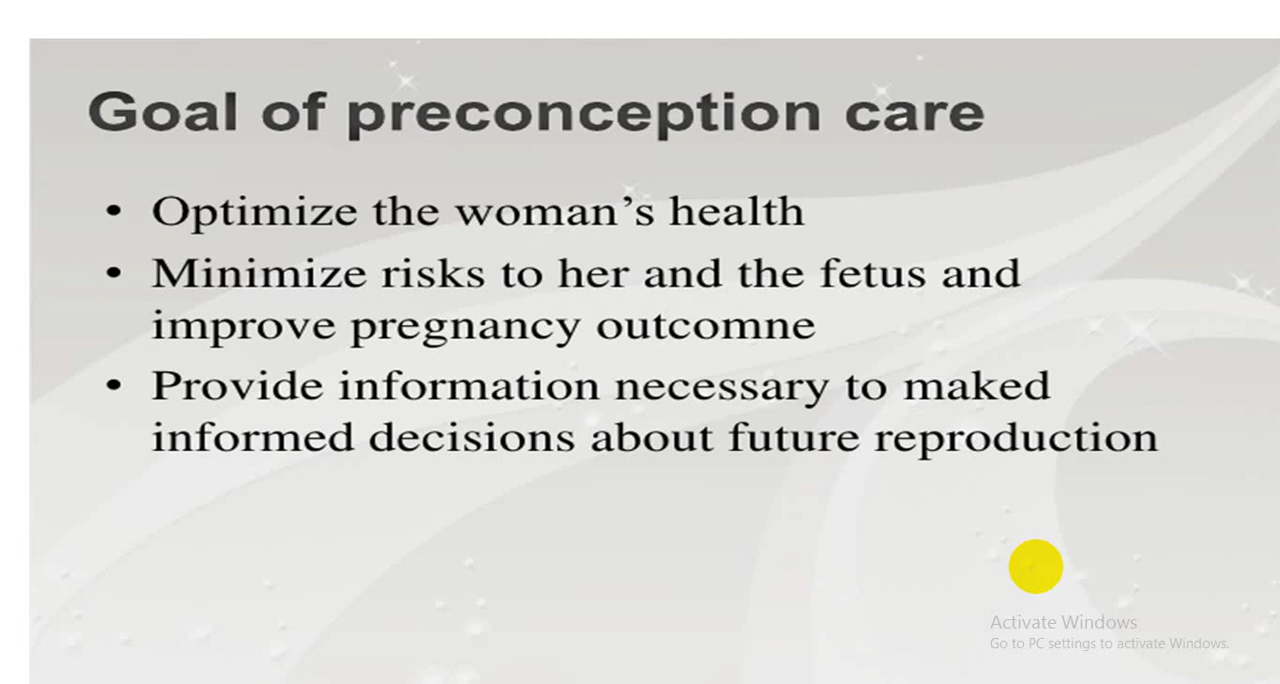 Goal of preconception care
• Optimize the woman's health
• Minimize risks to her and the fetus and
improve pregnancy outcomne
• Provide information necessary to maked
informed decisions about future reproduction
Activate Windows
Go to PC settings to activate Windows.